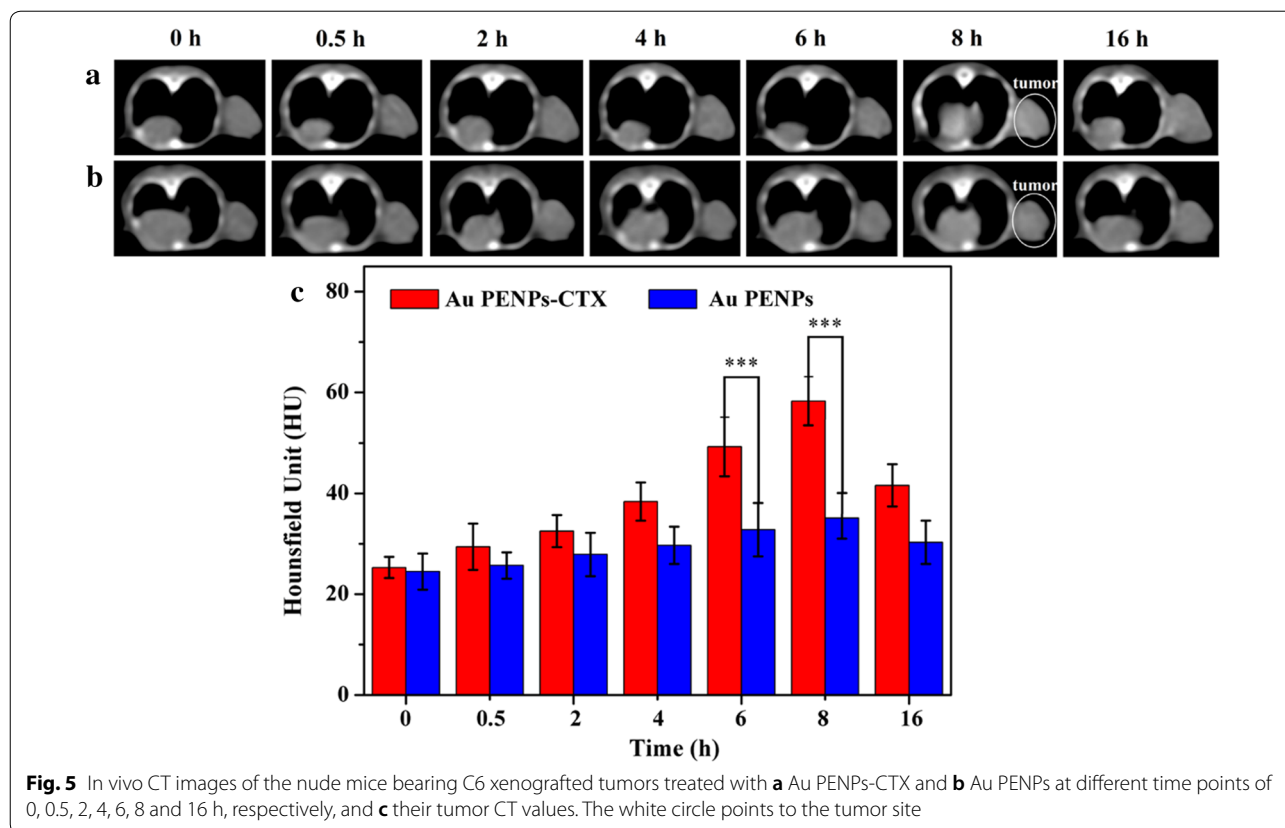 0 h 0.5 h 2 h 4 h 6 h 8 h 16 h
a
tumor
b
tumor
c
80
60
40
20
0
Hounsfield Unit (HU)
Au PENPs-CTX Au PENPs
***
***
0 0.5 2 4 6 8 16
Time (h)
Fig. 5 In vivo CT images of the nude mice bearing C6 xenografted tumors treated with a Au PENPs-CTX and b Au PENPs at different time points of
0, 0.5, 2, 4, 6, 8 and 16 h, respectively, and c their tumor CT values. The white circle points to the tumor site